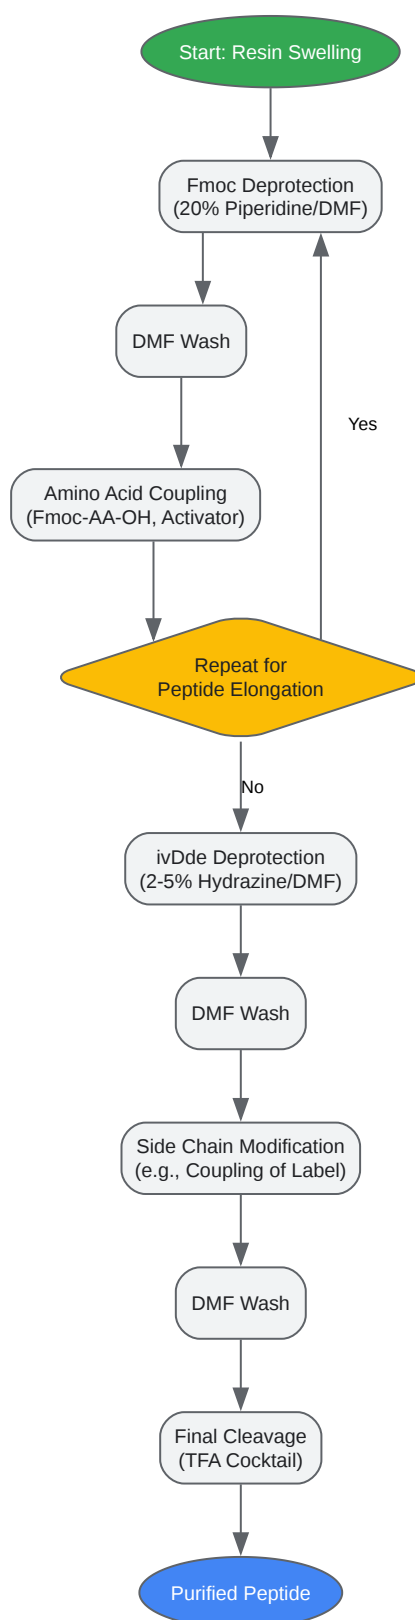 Start: Resin Swelling
Fmoc Deprotection
(20% Piperidine/DMF)
DMF Wash
Yes
Amino Acid Coupling
(Fmoc-AA-OH, Activator)
Repeat for
Peptide Elongation
No
ivDde Deprotection
(2-5% Hydrazine/DMF)
DMF Wash
Side Chain Modification
(e.g., Coupling of Label)
DMF Wash
Final Cleavage
(TFA Cocktail)
Purified Peptide